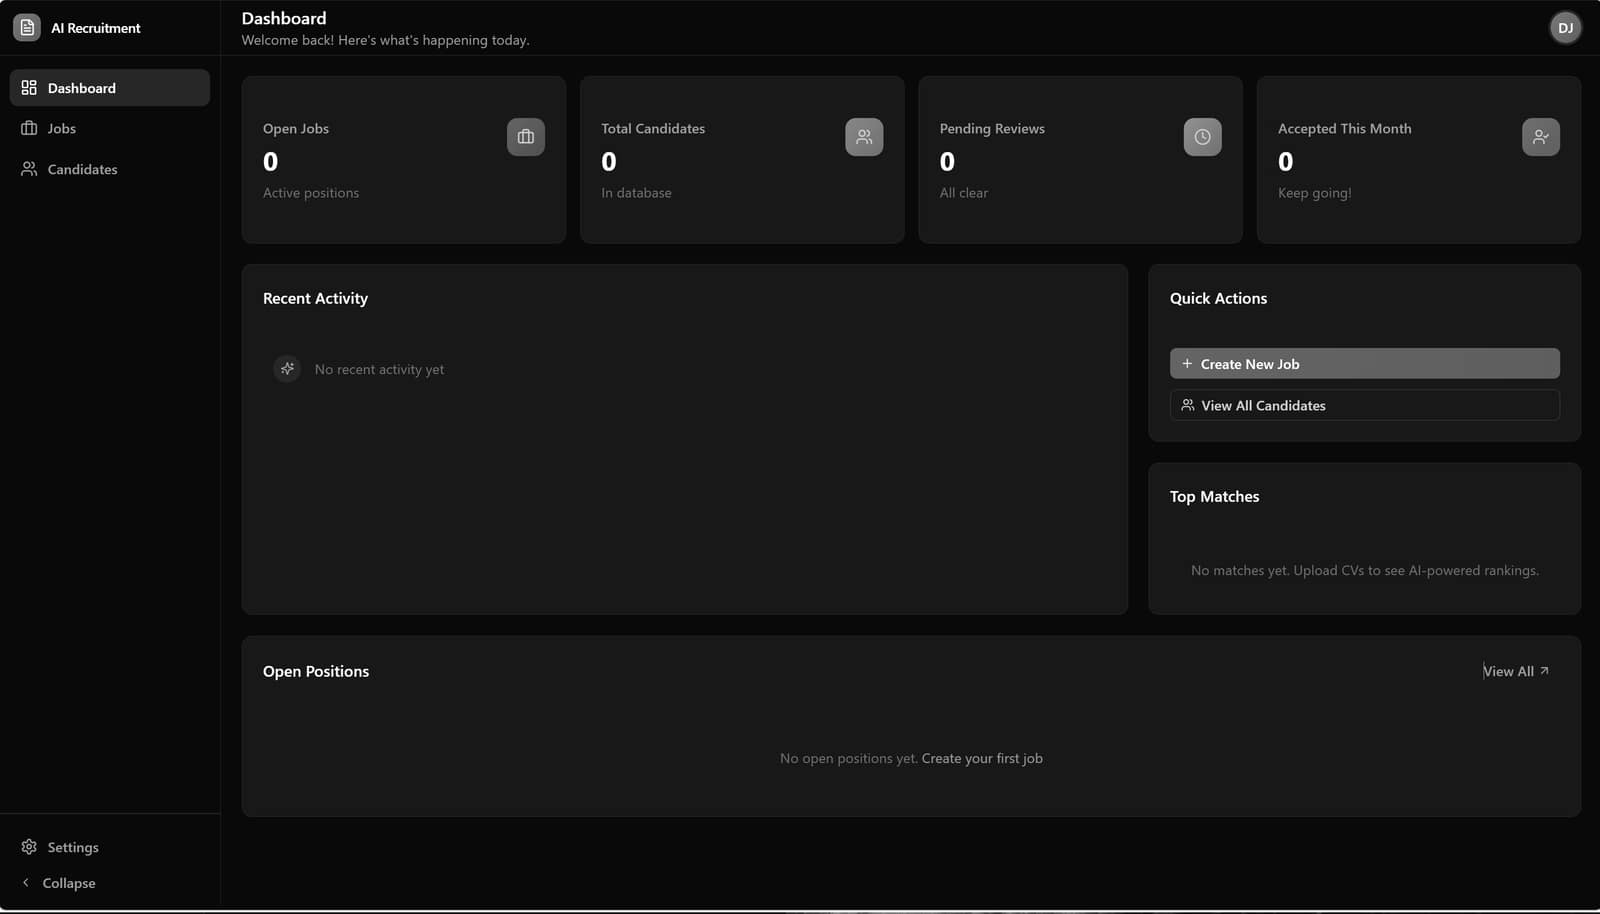 AI Recruitment
Dashboard
Jobs
Candidates
Settings
Collapse
Dashboard
Welcome back! Here's what's happening today.
DJ
Open Jobs
0
Active positions
Total Candidates
0
In database
Pending Reviews
0
All clear
Accepted This Month
0
Keep going!
Recent Activity
No recent activity yet
Quick Actions
Create New Job
View All Candidates
Top Matches
No matches yet. Upload CVs to see AI-powered rankings.
Open Positions
View All
No open positions yet. Create your first job